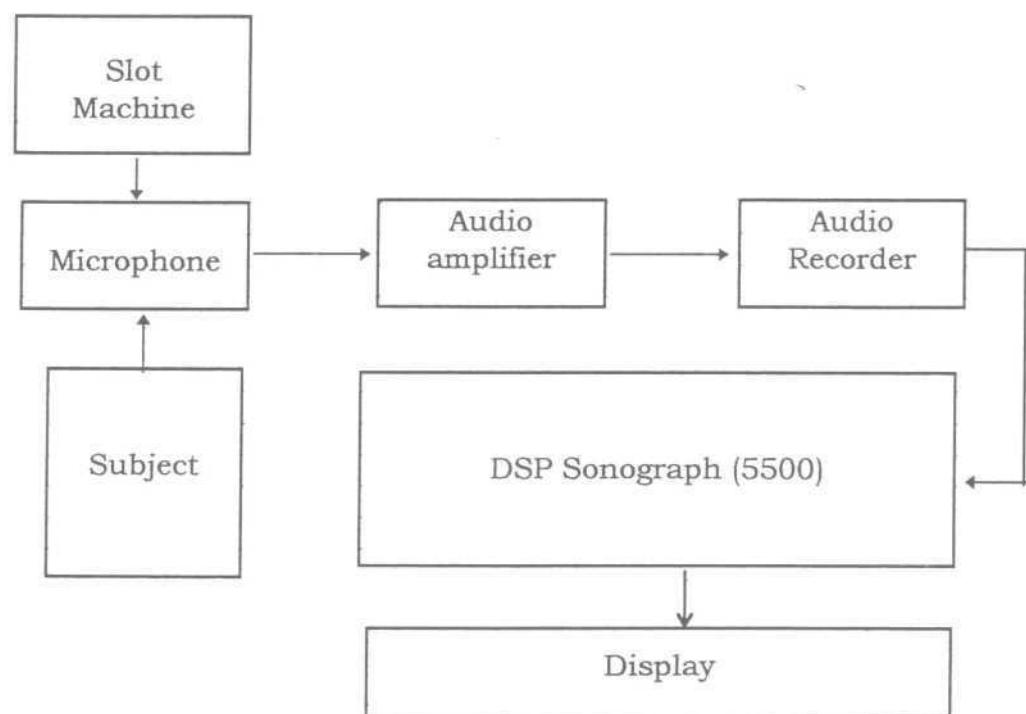 Slot
Machine
Microphone
Audio
amplifier
Audio
Recorder
Subject
DSP Sonograph (5500)
Display